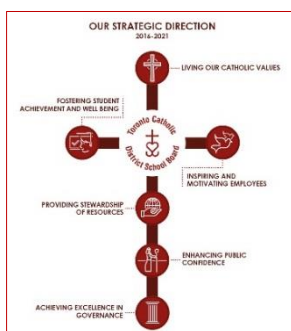 OUR STRATEGIC DIRECTION
2016-2021
LIVING OUR CATHOLIC VALUES
FOSTERING STUDENT
ACHIEVEMENT AND WELL BEING
Toronto Catholic
District School Board
INSPIRING AND
MOTIVATING EMPLOYEES
PROVIDING STEWARDSHIP
OF RESOURCES
ENHANCING PUBLIC
CONFIDENCE
ACHIEVING EXCELLENCE IN
GOVERNANCE